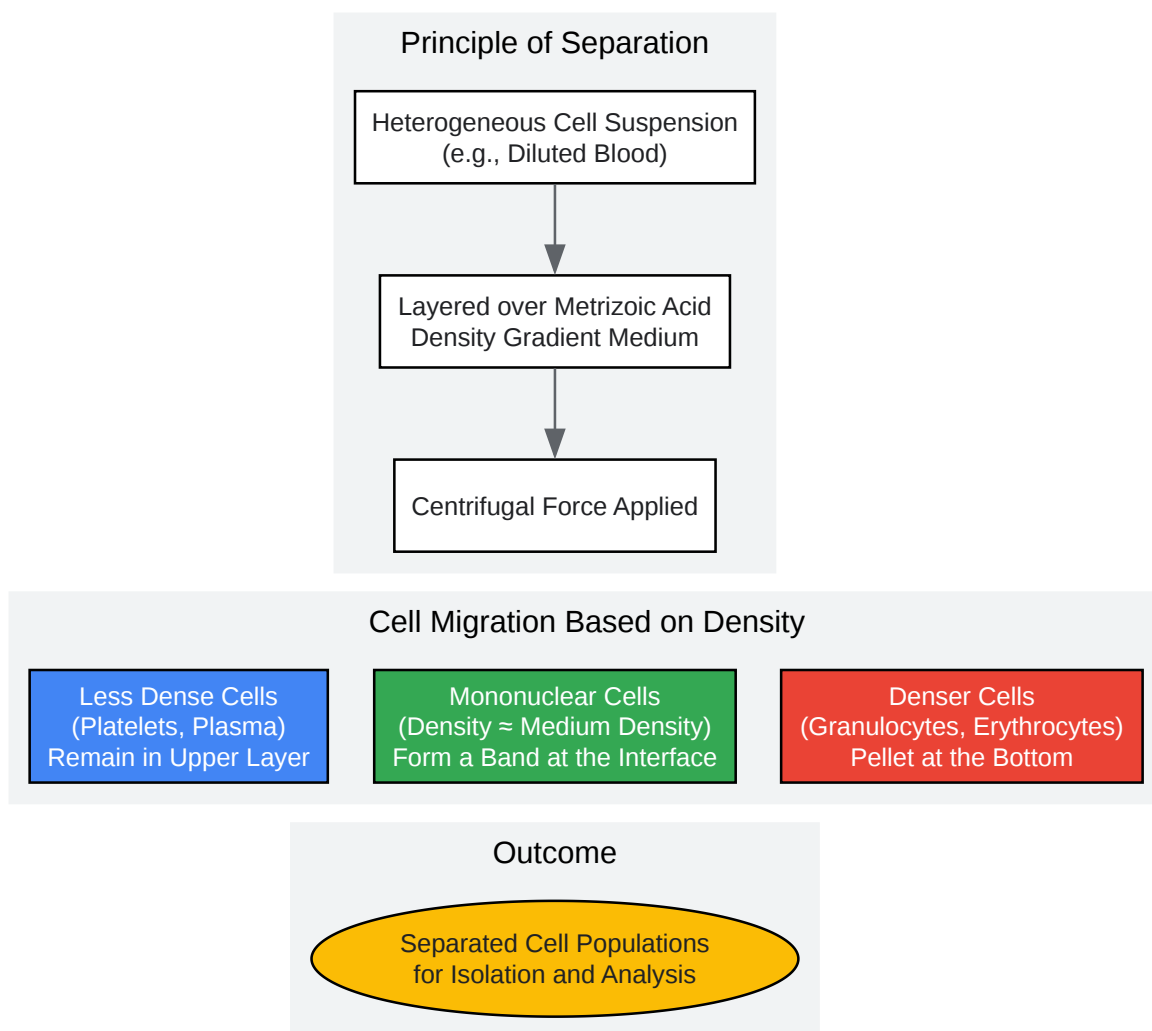 Principle of Separation
Heterogeneous Cell Suspension
(e.g., Diluted Blood)
Layered over Metrizoic Acid
Density Gradient Medium
Centrifugal Force Applied
Cell Migration Based on Density
Less Dense Cells
(Platelets, Plasma)
Remain in Upper Layer
Mononuclear Cells
(Density ≈ Medium Density)
Form a Band at the Interface
Denser Cells
(Granulocytes, Erythrocytes)
Pellet at the Bottom
Outcome
Separated Cell Populations
for Isolation and Analysis